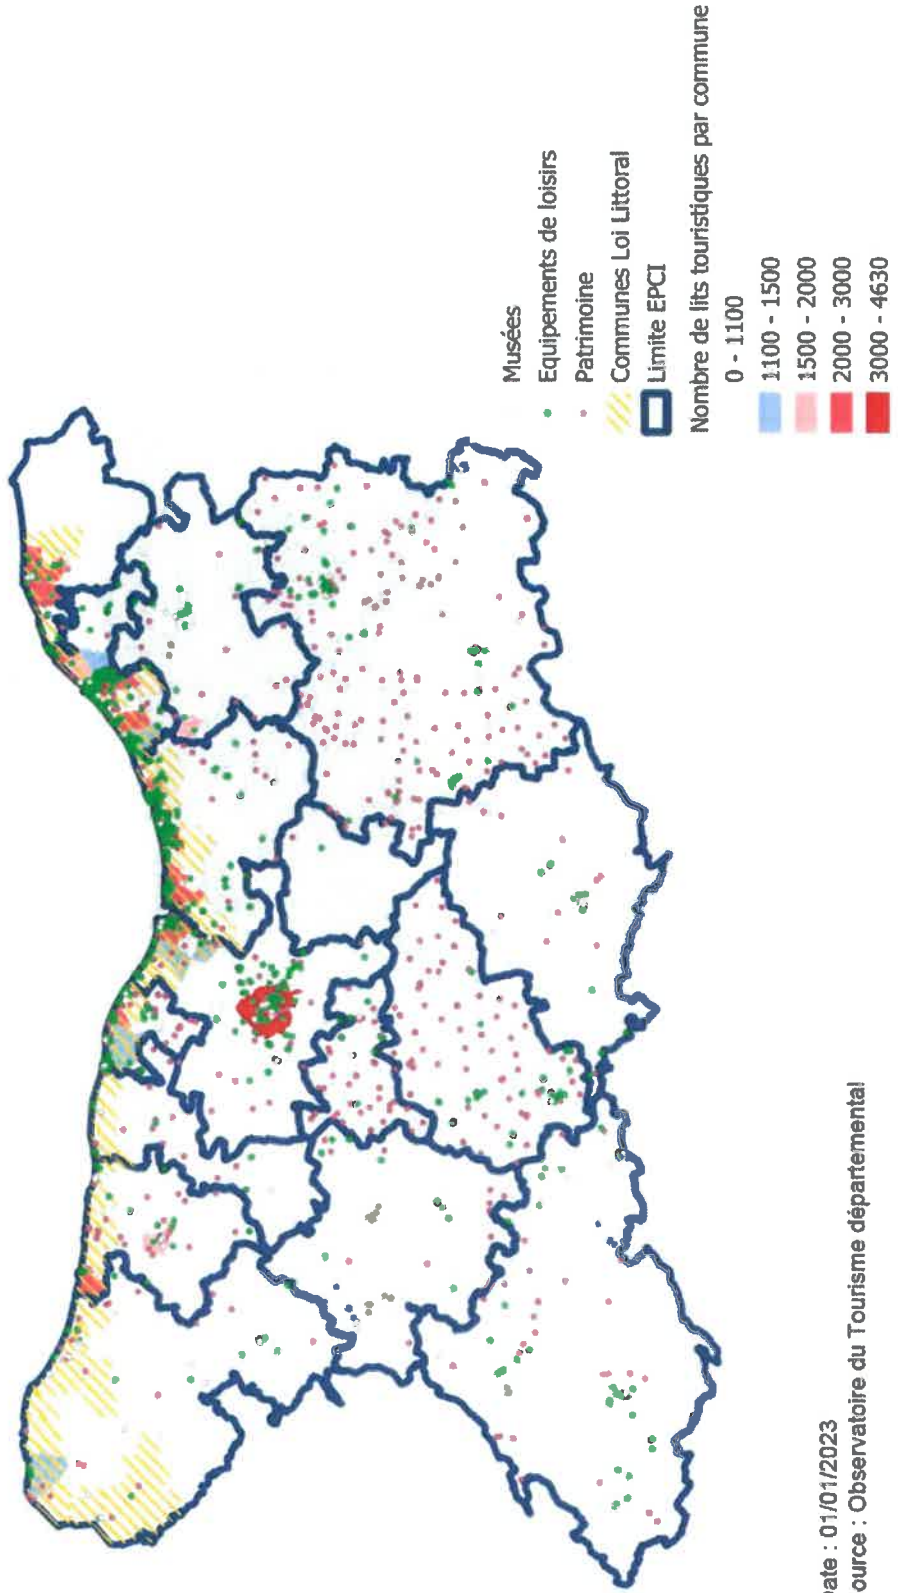 Musées
Equipements de loisirs
Patrimoine
Communes Loi Littoral
Limite EPCI
Nombre de lits touristiques par commune
0 - 1100
1100 - 1500
1500 - 2000
2000 - 3000
3000 - 4630
ate : 01/01/2023
ource : Observatoire du Tourisme départemental